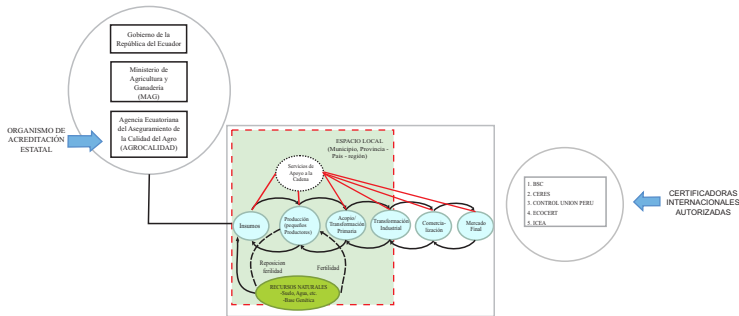 Gobierno de la
República del Ecuador
Ministerio de
Agricultura y
Ganadería
(MAG)
Agencia Ecuatoriana
del Aseguramiento de
la Calidad del Agro
(AGROCALIDAD)
ORGANISMO DE
ACREDITACIÓN
ESTATAL
ESPACIO LOCAL
(Municipio, Provincia -
País - región)
Servicios de
Apoyo a la
Cadena
Insumos
Producción
(pequeños
Productores)
Acopio/
Transformación
Primaria
Transformación
Industrial
Comercia-
lización
Mercado
Final
Reposicien
ferilidad
Fertilidad
RECURSOS NATURALES
-Suelo, Agua, etc.
-Base Genética
1. BSC
2. CERES
3. CONTROL UNION PERU
4. ECOCERT
5. ICEA
CERTIFICADORAS
INTERNACIONALES
AUTORIZADAS